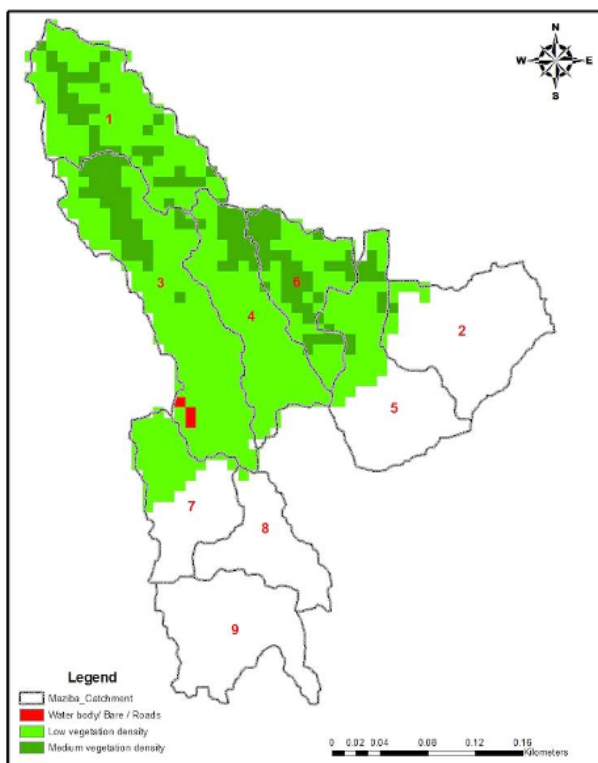 N
W E
S
1
6
3
4
2
5
7
8
9
Legend
Maziba_Catchment
Water body/ Bare / Roads
Low vegetation density
Medium vegetation density
0 0.02 0.04 0.08 0.12 0.16
Kilometers